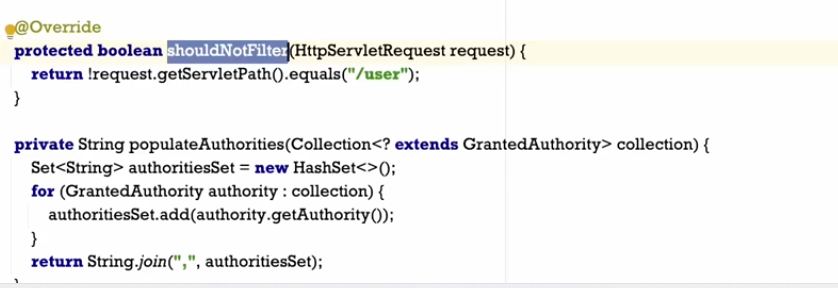 @Override
protected boolean shouldNotFilter(HttpServletRequest request) {
return !request.getServletPath().equals("/user");
}
private String populateAuthorities(Collection<? extends GrantedAuthority> collection) {
Set<String> authoritiesSet = new HashSet<>();
for (GrantedAuthority authority : collection) {
authoritiesSet.add(authority.getAuthority());
}
return String.join(",", authoritiesSet);